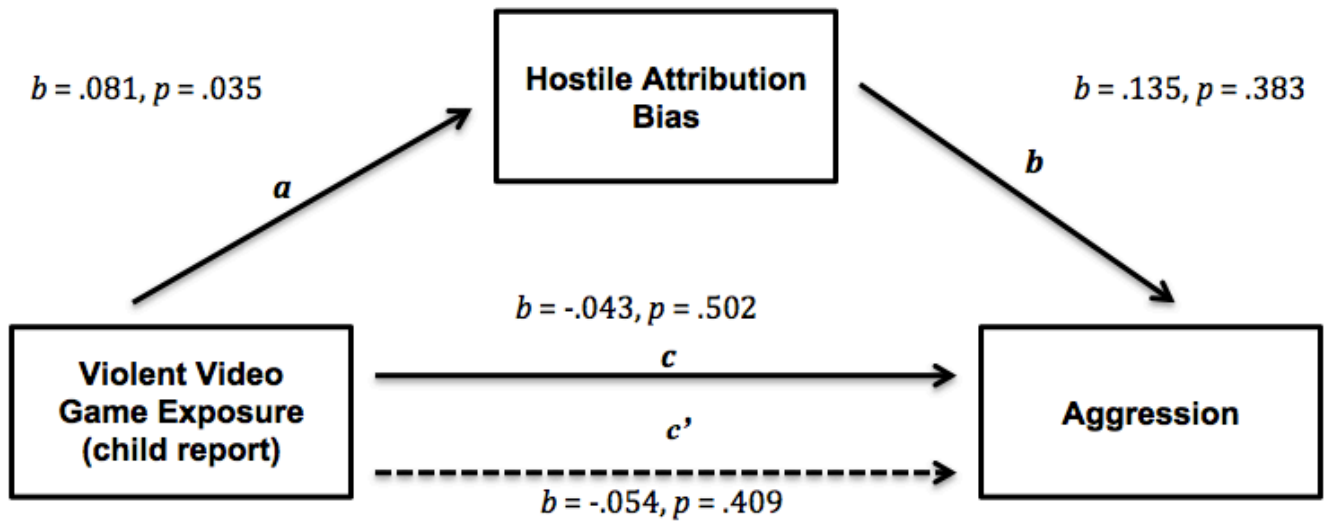 Hostile Attribution
Bias
b = .081, p = .035
b = .135, p = .383
a
b
b = -.043, p = .502
c
Violent Video
Game Exposure
(child report)
Aggression
c’
b = -.054, p = .409